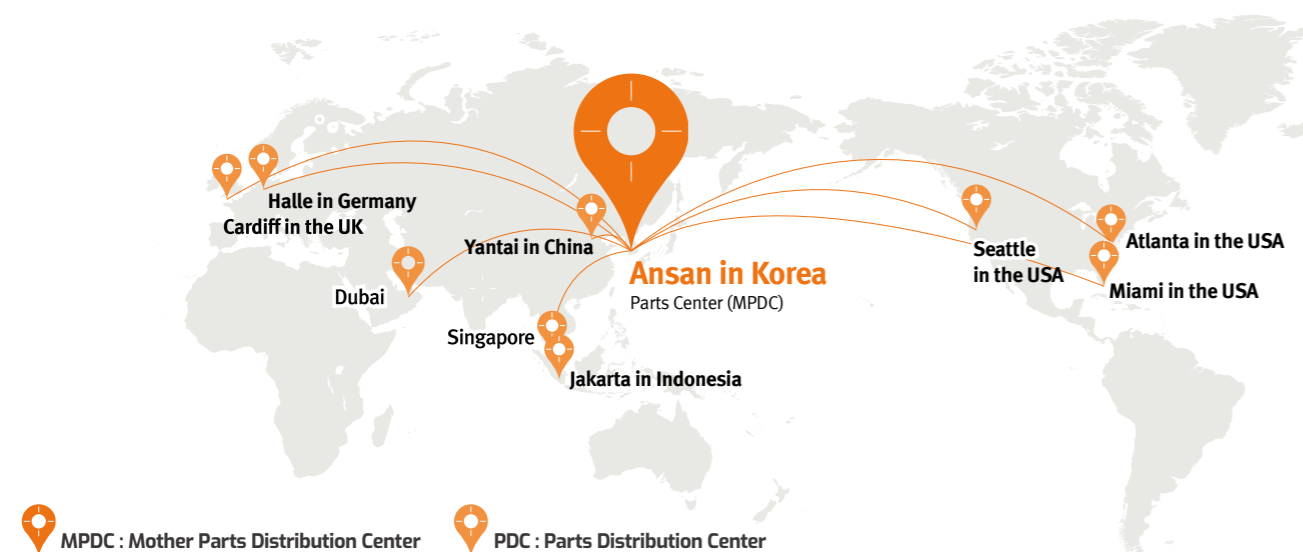 Halle in Germany
Cardiff in the UK
Yantai in China
Dubai
Ansan in Korea
Parts Center (MPDC)
Singapore
Jakarta in Indonesia
Seattle
in the USA
Atlanta in the USA
Miami in the USA
MPDC : Mother Parts Distribution Center
PDC : Parts Distribution Center